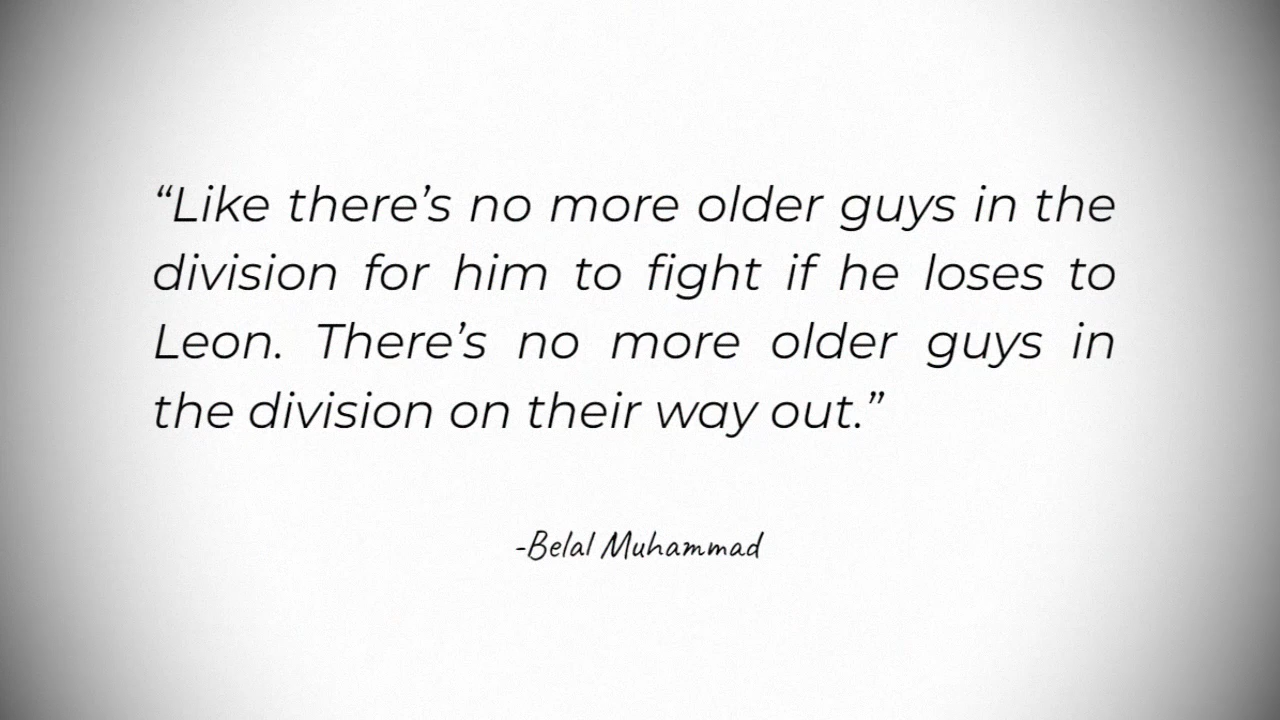 “Like there’s no more older guys in the
division for him to fight if he loses to
Leon. There’s no more older guys in
the division on their way out.”
-Belal Muhammad